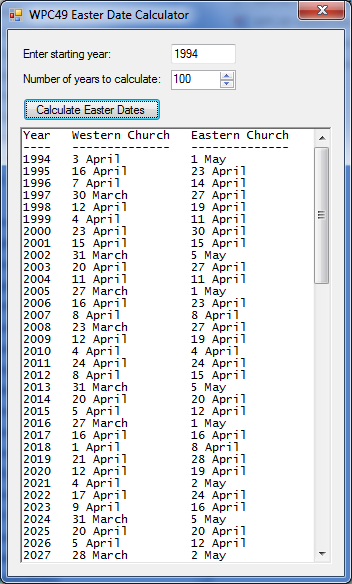 WPC49 Easter Date Calculator
Enter starting year: 1994
Number of years to calculate: 100
Calculate Easter Dates
Year Western Church Eastern Church
---- -------------- --------------
1994 3 April 1 May
1995 16 April 23 April
1996 7 April 14 April
1997 30 March 27 April
1998 12 April 19 April
1999 4 April 11 April
2000 23 April 30 April
2001 15 April 15 April
2002 31 March 5 May
2003 20 April 27 April
2004 11 April 11 April
2005 27 March 1 May
2006 16 April 23 April
2007 8 April 8 April
2008 23 March 27 April
2009 12 April 19 April
2010 4 April 4 April
2011 24 April 24 April
2012 8 April 15 April
2013 31 March 5 May
2014 20 April 20 April
2015 5 April 12 April
2016 27 March 1 May
2017 16 April 16 April
2018 1 April 8 April
2019 21 April 28 April
2020 12 April 19 April
2021 4 April 2 May
2022 17 April 24 April
2023 9 April 16 April
2024 31 March 5 May
2025 20 April 20 April
2026 5 April 12 April
2027 28 March 2 May